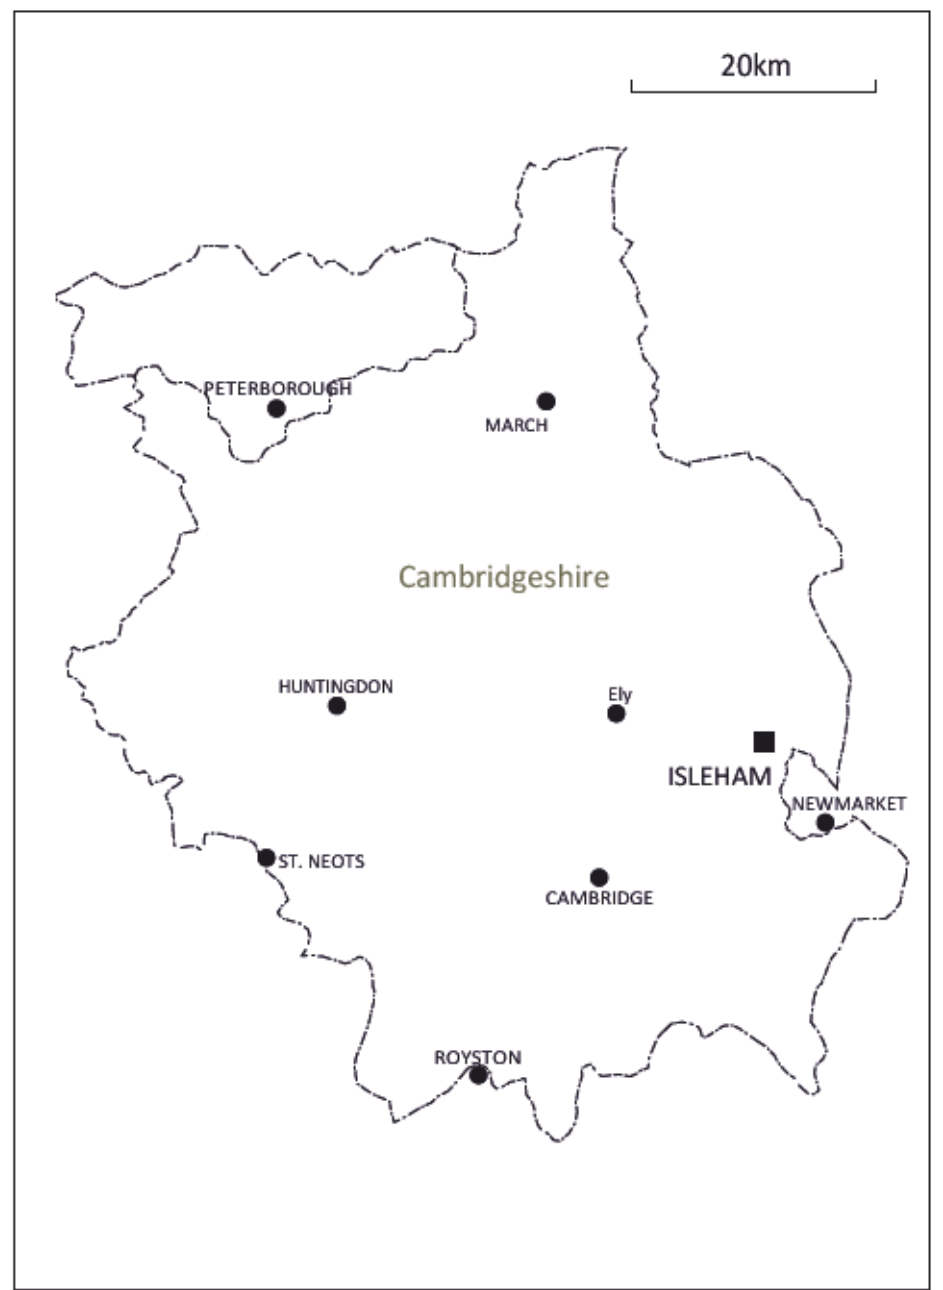 20km
PETERBOROUGH
MARCH
Cambridgeshire
HUNTINGDON
Ely
ISLEHAM
NEWMARKET
ST. NEOTS
CAMBRIDGE
ROYSTON